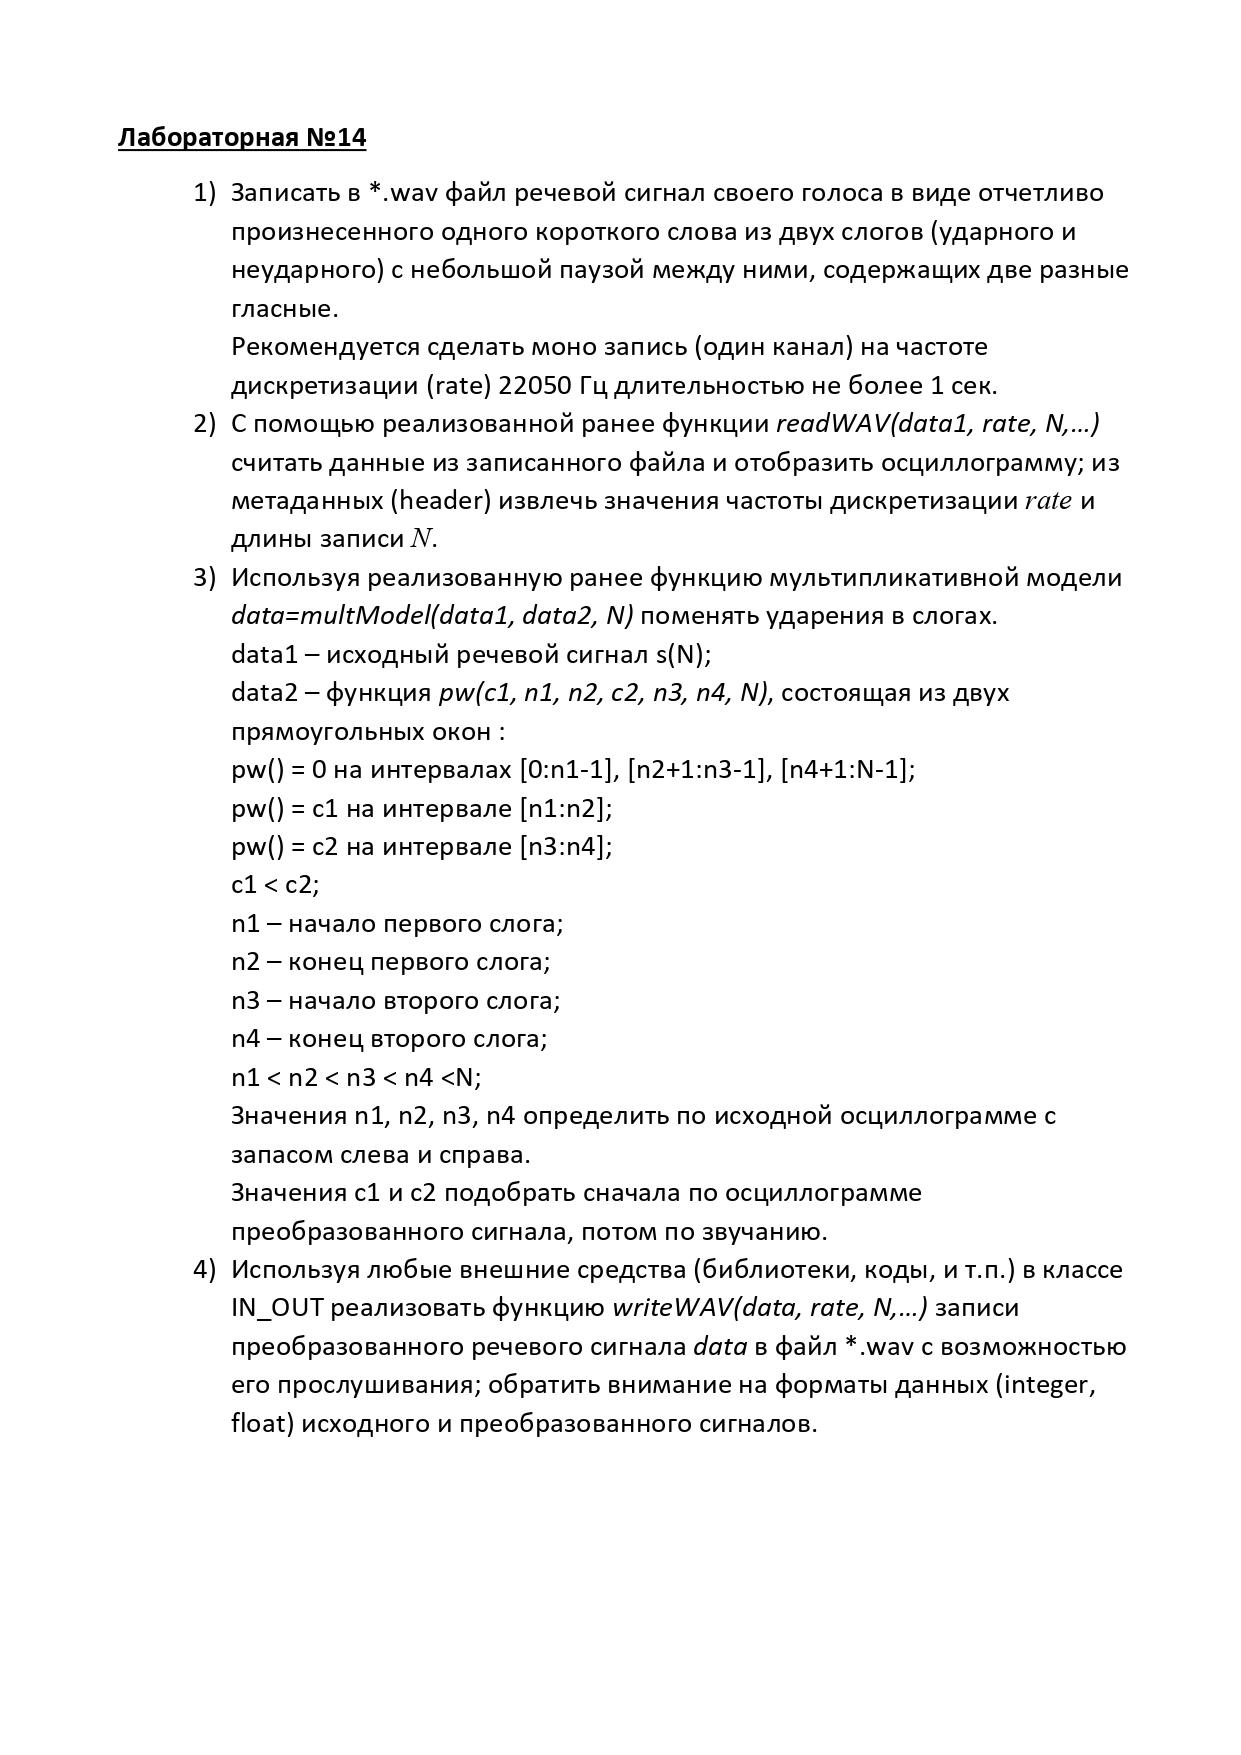 Лабораторная №14
1) Записать в *.wav файл речевой сигнал своего голоса в виде отчетливо
произнесенного одного короткого слова из двух слогов (ударного и
неударного) с небольшой паузой между ними, содержащих две разные
гласные.
Рекомендуется сделать моно запись (один канал) на частоте
дискретизации (rate) 22050 Гц длительностью не более 1 сек.
2) С помощью реализованной ранее функции readWAV(data1, rate, N,...)
считать данные из записанного файла и отобразить осциллограмму; из
метаданных (header) извлечь значения частоты дискретизации rate и
длины записи N.
3) Используя реализованную ранее функцию мультипликативной модели
data=multModel(data1, data2, N) поменять ударения в слогах.
data1 – исходный речевой сигнал s(N);
data2 – функция pw(c1, n1, n2, c2, n3, n4, N), состоящая из двух
прямоугольных окон :
pw() = 0 на интервалах [0:n1-1], [n2+1:n3-1], [n4+1:N-1];
pw() = c1 на интервале [n1:n2];
pw() = c2 на интервале [n3:n4];
c1 < c2;
n1 – начало первого слога;
n2 – конец первого слога;
n3 – начало второго слога;
n4 – конец второго слога;
n1 < n2 < n3 < n4 <N;
Значения n1, n2, n3, n4 определить по исходной осциллограмме с
запасом слева и справа.
Значения c1 и c2 подобрать сначала по осциллограмме
преобразованного сигнала, потом по звучанию.
4) Используя любые внешние средства (библиотеки, коды, и т.п.) в классе
IN_OUT реализовать функцию writeWAV(data, rate, N,...) записи
преобразованного речевого сигнала data в файл *.wav с возможностью
его прослушивания; обратить внимание на форматы данных (integer,
float) исходного и преобразованного сигналов.